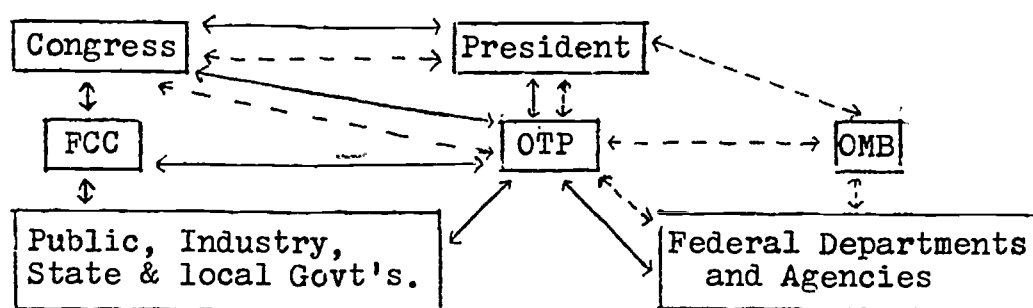 Congress
President
FCC
OTP
OMB
Public, Industry,
State & local Govt's.
Federal Departments
and Agencies